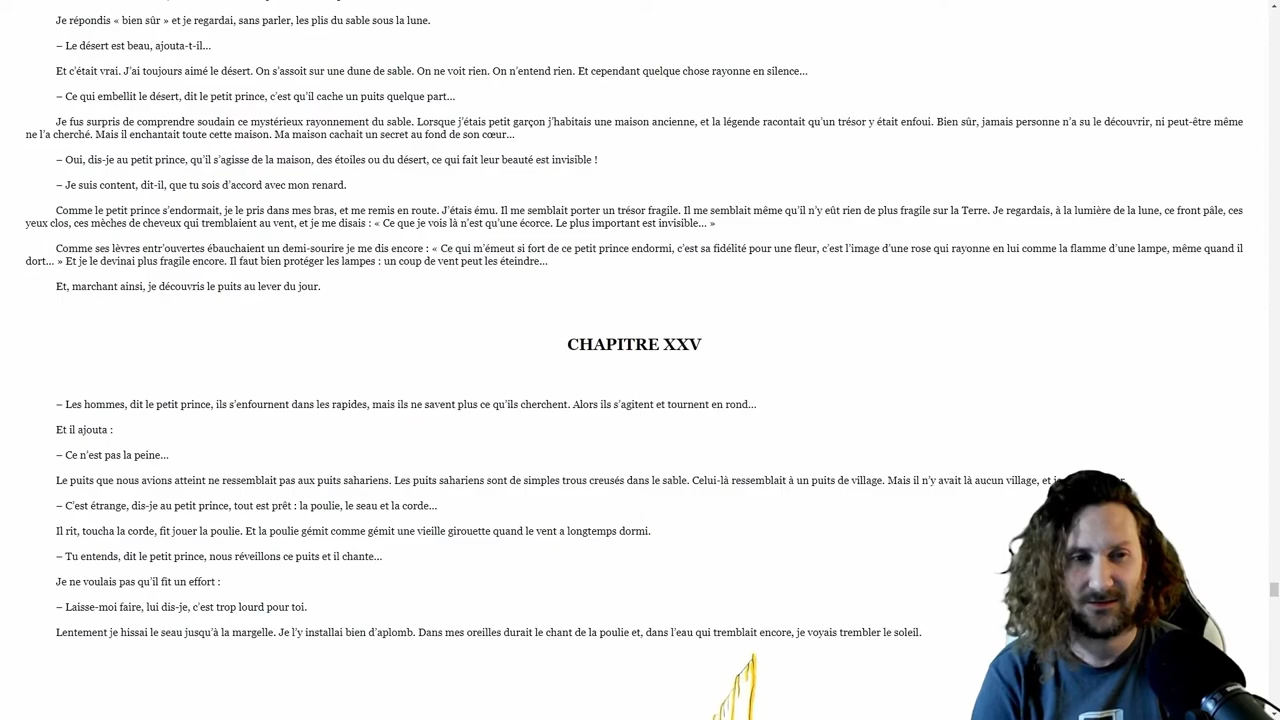 Je répondis « bien sûr » et je regardai, sans parler, les plis du sable sous la lune.
– Le désert est beau, ajouta-t-il…
Et c’était vrai. J’ai toujours aimé le désert. On s’assoit sur une dune de sable. On ne voit rien. On n’entend rien. Et cependant quelque chose rayonne en silence…
– Ce qui embellit le désert, dit le petit prince, c’est qu’il cache un puits quelque part…
Je fus surpris de comprendre soudain ce mystérieux rayonnement du sable. Lorsque j’étais petit garçon j’habitais une maison ancienne, et la légende racontait qu’un trésor y était enfoui. Bien sûr, jamais personne n’a su le découvrir, ni peut-être même
ne l’a cherché. Mais il enchantait toute cette maison. Ma maison cachait un secret au fond de son cœur…
– Oui, dis-je au petit prince, qu’il s’agisse de la maison, des étoiles ou du désert, ce qui fait leur beauté est invisible !
– Je suis content, dit-il, que tu sois d’accord avec mon renard.
Comme le petit prince s’endormait, je le pris dans mes bras, et me remis en route. J’étais ému. Il me semblait porter un trésor fragile. Il me semblait même qu’il n’y eût rien de plus fragile sur la Terre. Je regardais, à la lumière de la lune, ce front pâle, ces
yeux clos, ces mèches de cheveux qui tremblaient au vent, et je me disais : « Ce que je vois là n’est qu’une écorce. Le plus important est invisible… »
Comme ses lèvres entr’ouvertes ébauchaient un demi-sourire je me dis encore : « Ce qui m’émeut si fort de ce petit prince endormi, c’est sa fidélité pour une fleur, c’est l’image d’une rose qui rayonne en lui comme la flamme d’une lampe, même quand il
dort… » Et je le devinai plus fragile encore. Il faut bien protéger les lampes : un coup de vent peut les éteindre…
Et, marchant ainsi, je découvris le puits au lever du jour.
CHAPITRE XXV
– Les hommes, dit le petit prince, ils s’enfournent dans les rapides, mais ils ne savent plus ce qu’ils cherchent. Alors ils s’agitent et tournent en rond…
Et il ajouta :
– Ce n’est pas la peine…
Le puits que nous avions atteint ne ressemblait pas aux puits sahariens. Les puits sahariens sont de simples trous creusés dans le sable. Celui-là ressemblait à un puits de village. Mais il n’y avait là aucun village, et
– C’est étrange, dis-je au petit prince, tout est prêt : la poulie, le seau et la corde…
Il rit, toucha la corde, fit jouer la poulie. Et la poulie gémit comme gémit une vieille girouette quand le vent a longtemps dormi.
– Tu entends, dit le petit prince, nous réveillons ce puits et il chante…
Je ne voulais pas qu’il fît un effort :
– Laisse-moi faire, lui dis-je, c’est trop lourd pour toi.
Lentement je hissai le seau jusqu’à la margelle. Je l’y installai bien d’aplomb. Dans mes oreilles durait le chant de la poulie et, dans l’eau qui tremblait encore, je voyais trembler le soleil.